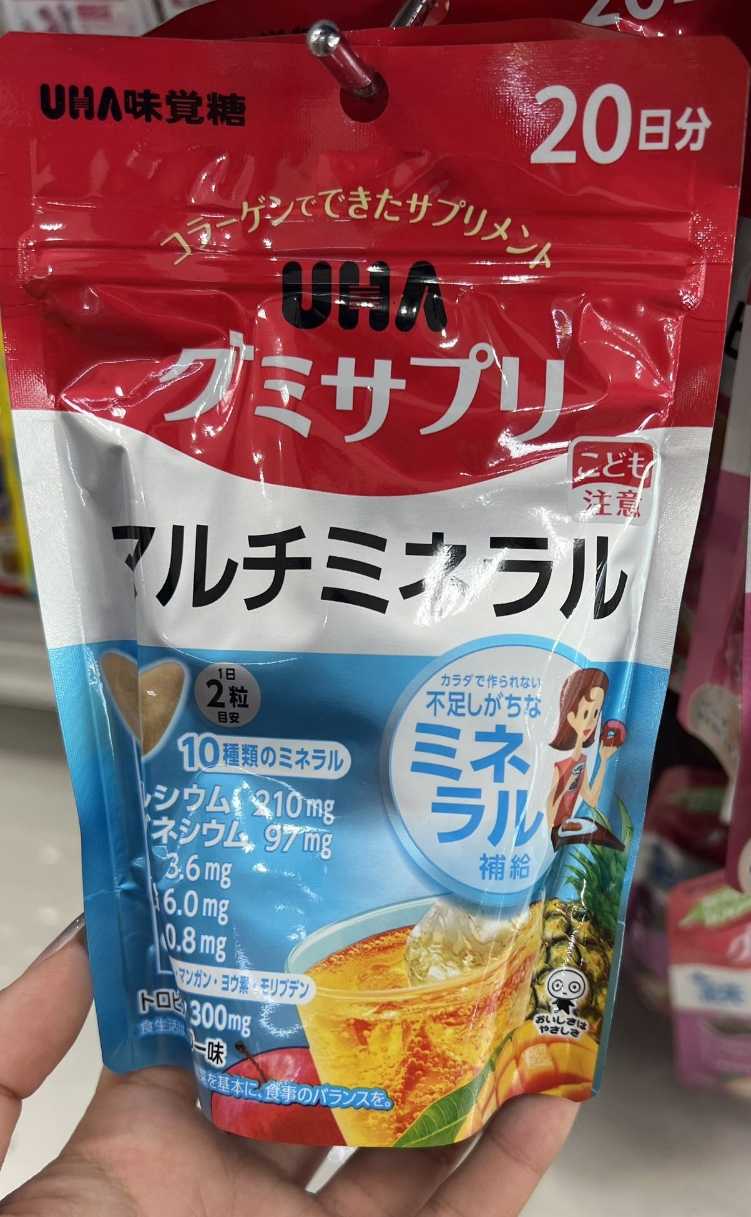 UHA味覚糖
20日分
コラーゲンでできたサプリメント
UHA
グミサプリ
こども
注意
マルチミネラル
1日
2粒
目安
10種類のミネラル
カラダで作られない
不足しがちな
ミネ
ラル
補給
シウム 210mg
ネシウム 97mg
3.6mg
6.0mg
0.8mg
マンガン・ヨウ素・モリブデン
トロピ
300mg
ー味
食生活
を基本に、食事のバランスを。
おいしさは
やさしさ